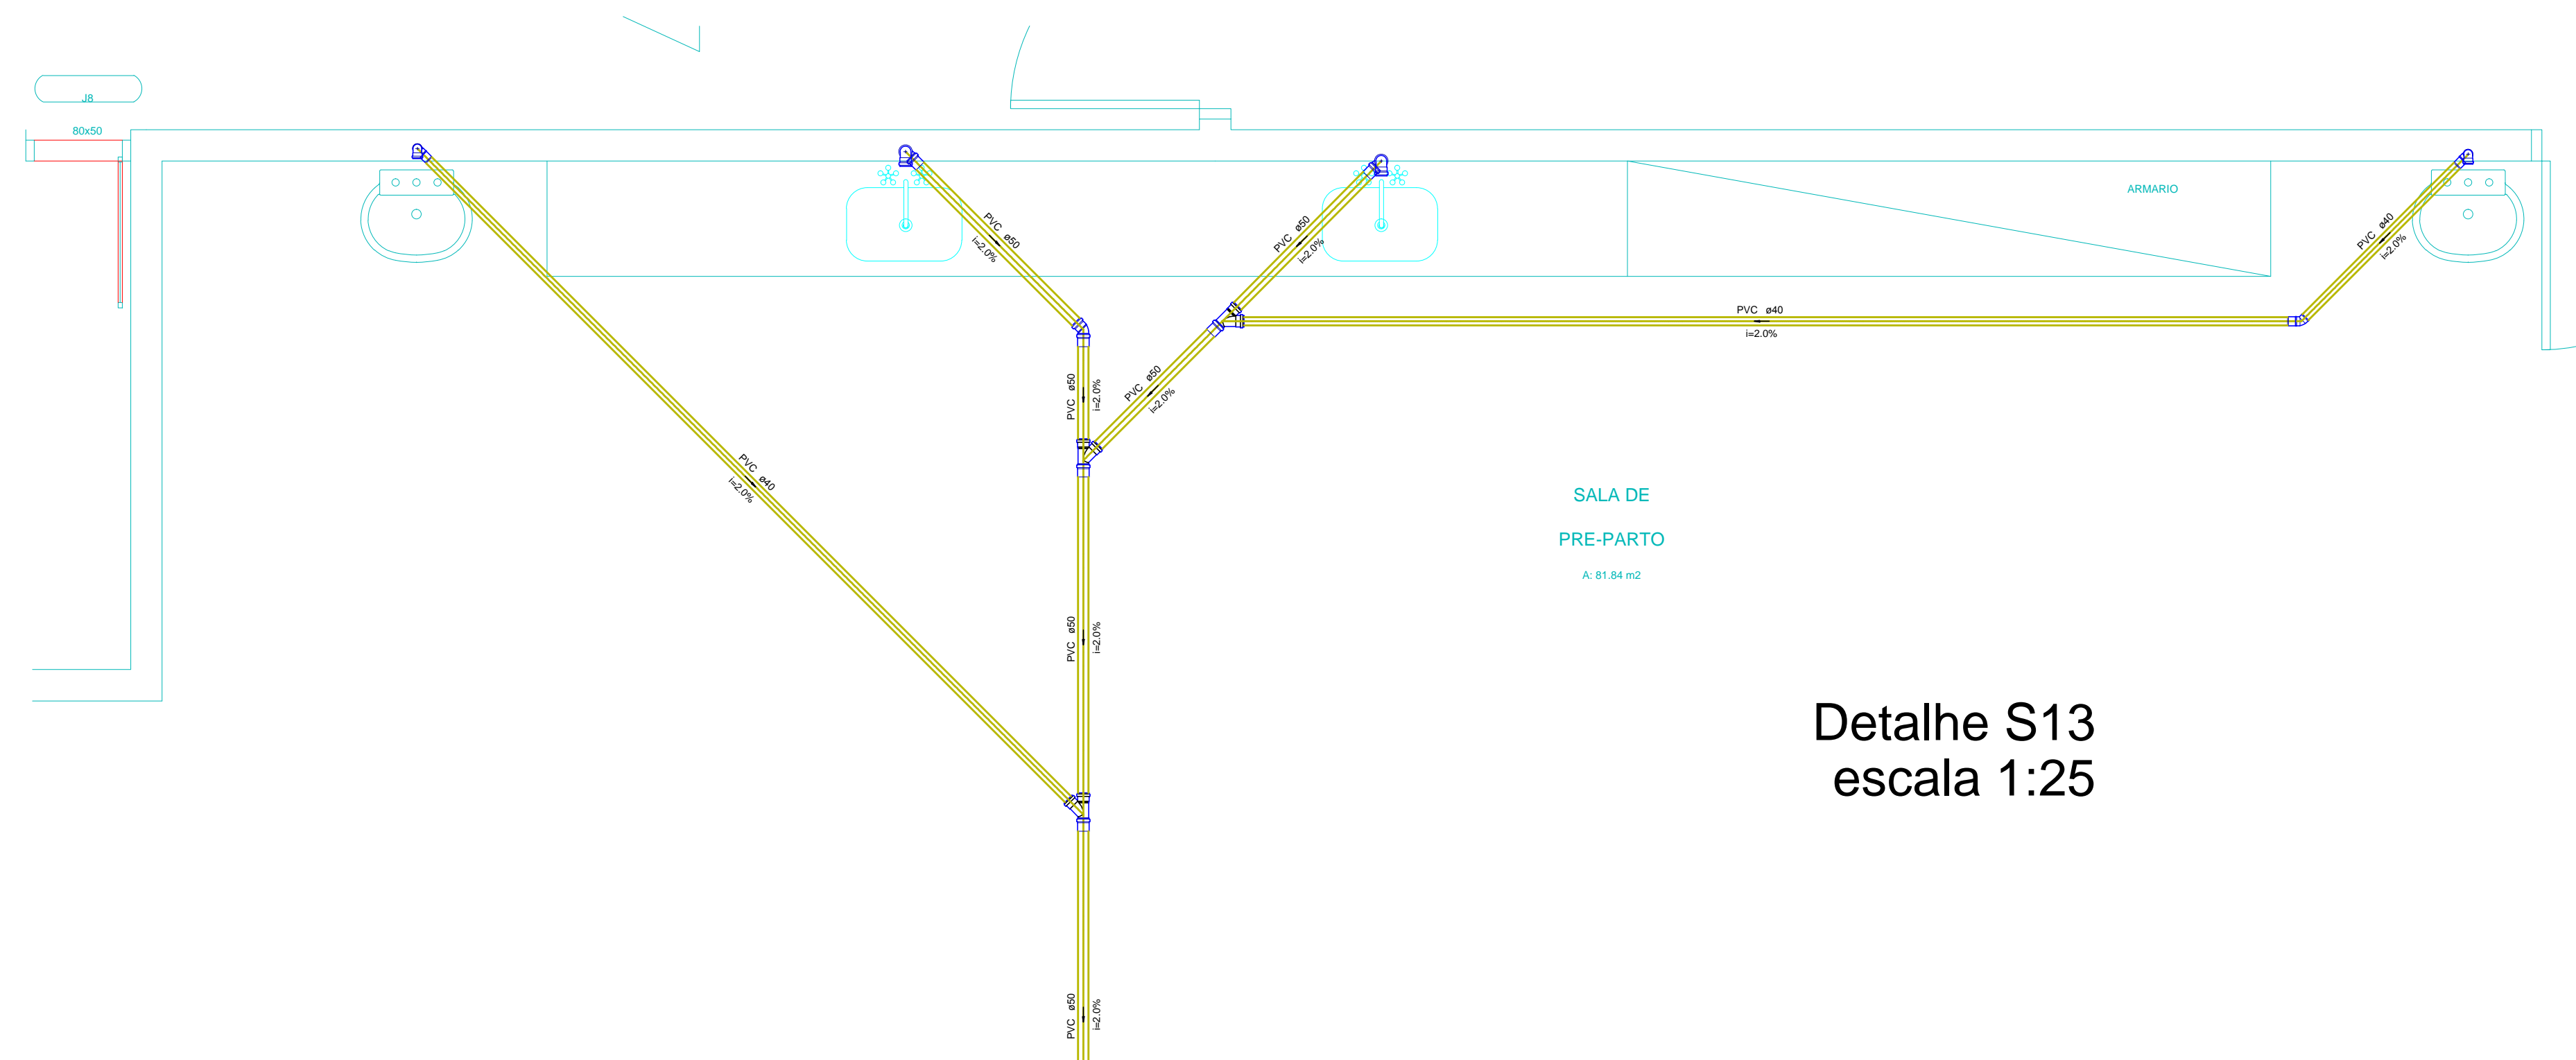 J8
80x50
ARMARIO
PVC ø50
i=2.0%
PVC ø50
i=2.0%
PVC ø40
i=2.0%
PVC ø40
i=2.0%
PVC ø50
i=2.0%
PVC ø50
i=2.0%
PVC ø40
i=2.0%
SALA DE
PRE-PARTO
A: 81.84 m2
PVC ø50
i=2.0%
Detalhe S13
escala 1:25
PVC ø50
i=2.0%